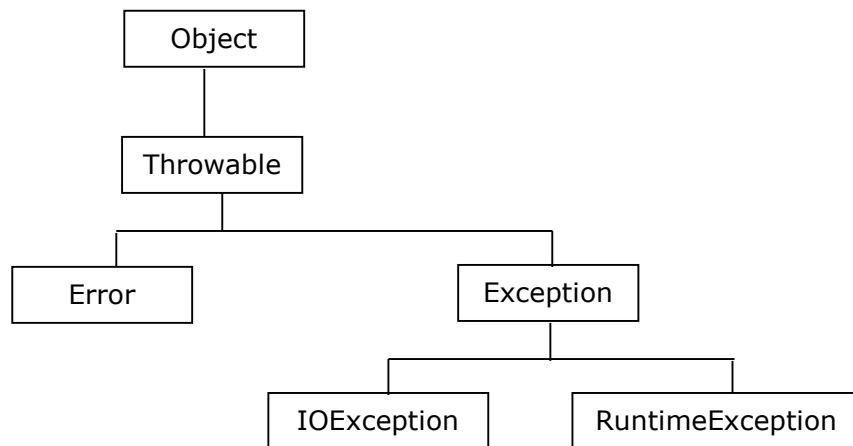 Object
Throwable
Error
Exception
IOException
RuntimeException